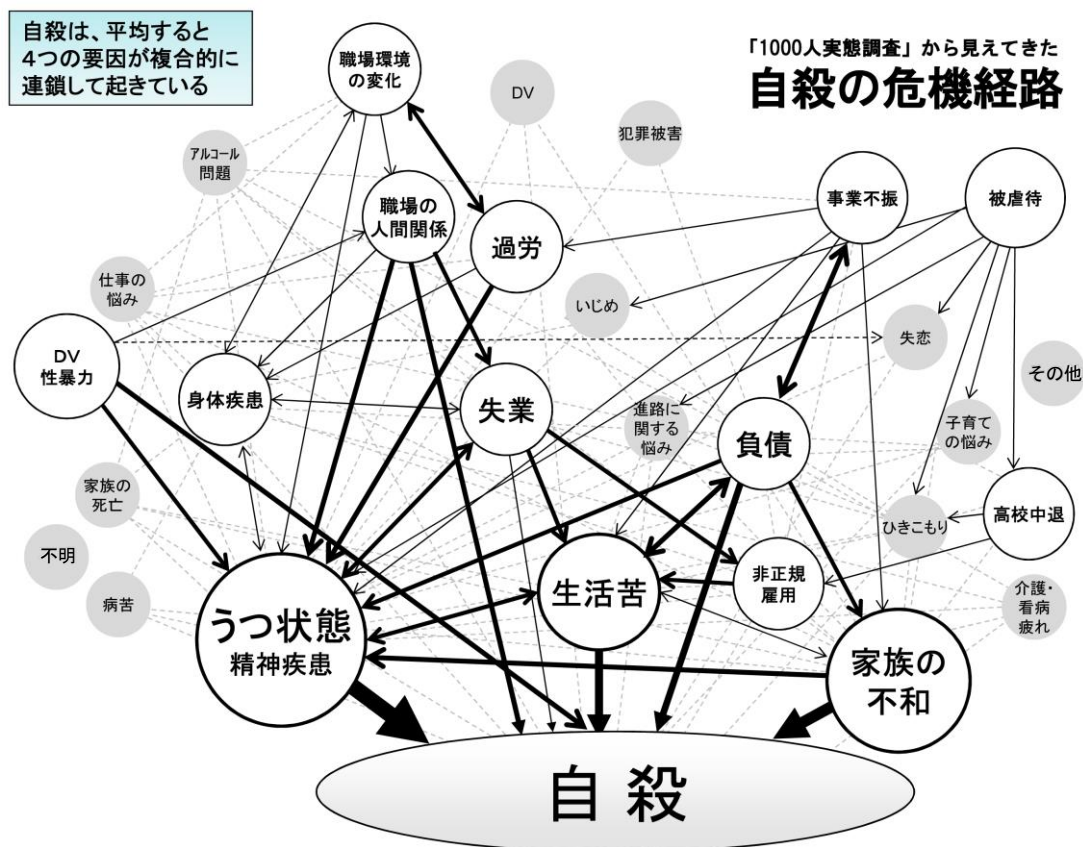 自殺は、平均すると
4つの要因が複合的に
連鎖して起きている
「1000人実態調査」から見えてきた
自殺の危機経路
職場環境
の変化
DV
犯罪被害
アルコール
問題
職場の
人間関係
過労
事業不振
被虐待
仕事の
悩み
いじめ
失恋
その他
DV
性暴力
身体疾患
失業
進路に
関する
悩み
負債
子育て
の悩み
家族の
死亡
ひきこもり
高校中退
不明
病苦
うつ状態
精神疾患
生活苦
非正規
雇用
介護・
看病
疲れ
家族の
不和
自殺